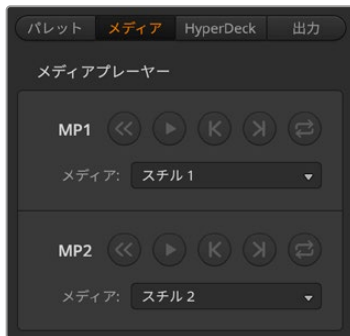 パレット メディア HyperDeck 出力
メディアプレーヤー
MP1
メディア: スチル 1
MP2
メディア: スチル 2